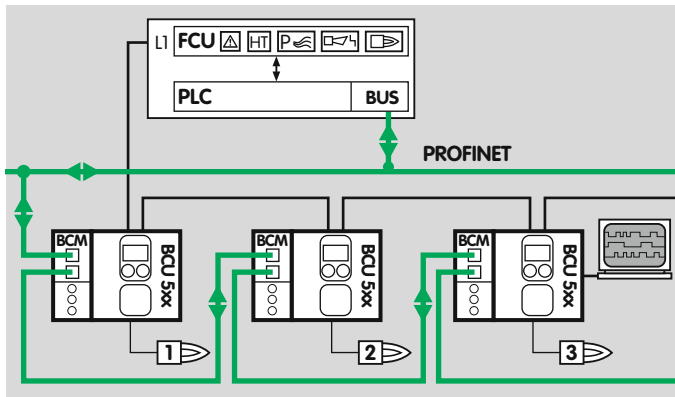 L1 FCU HT P
PLC BUS
PROFINET
BCM BCU 5xx
BCM BCU 5xx
BCM BCU 5xx
1 2 3